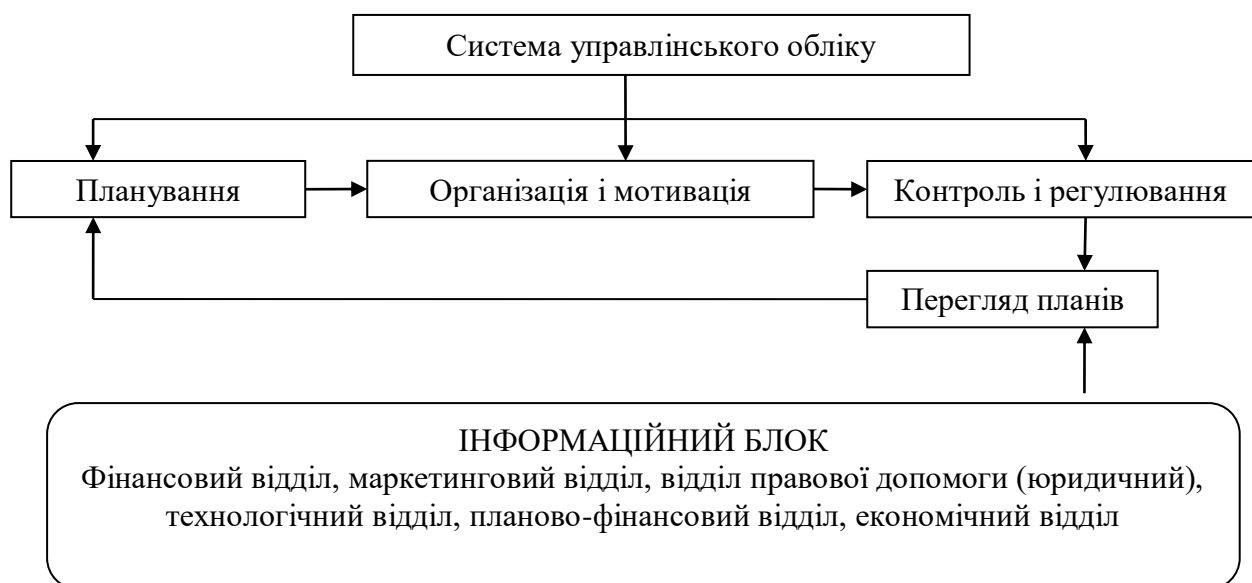 Система управлінського обліку
Планування
Організація і мотивація
Контроль і регулювання
Перегляд планів
ІНФОРМАЦІЙНИЙ БЛОК
Фінансовий відділ, маркетинговий відділ, відділ правової допомоги (юридичний),
технологічний відділ, планово-фінансовий відділ, економічний відділ